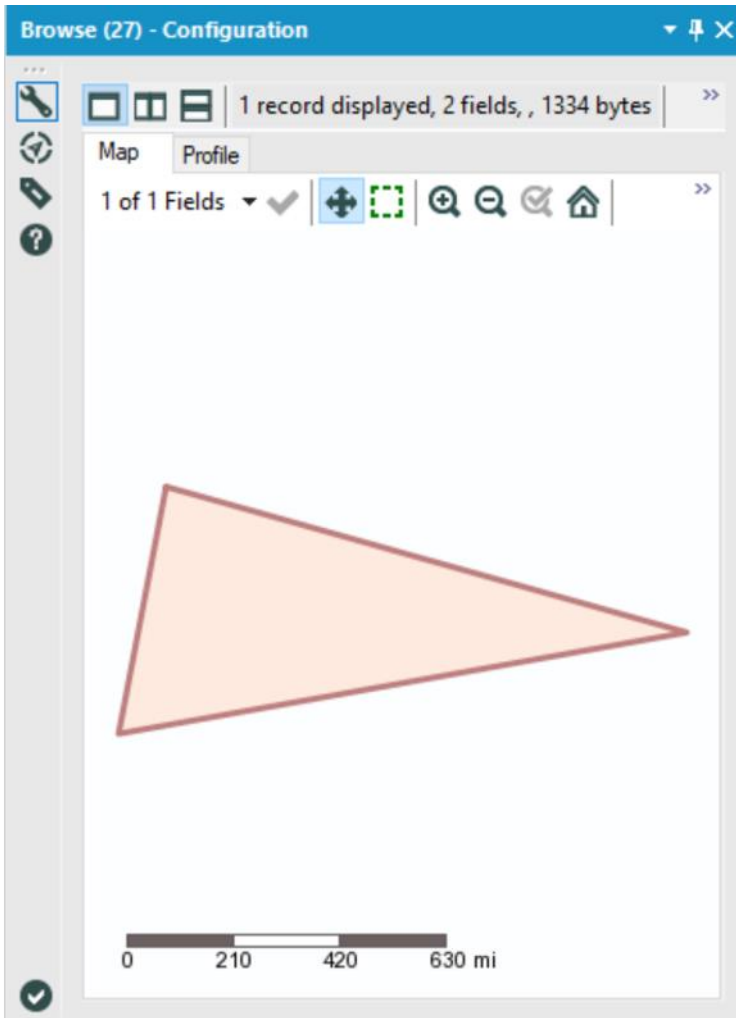 Browse (27) - Configuration
1 record displayed, 2 fields, , 1334 bytes
Map Profile
1 of 1 Fields
0 210 420 630 mi